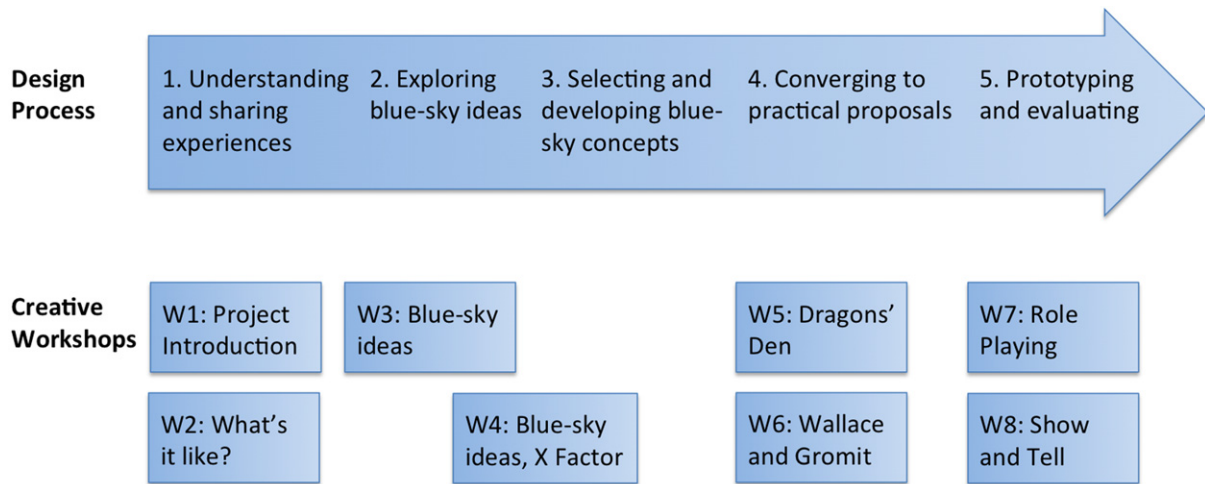 Design
Process
1. Understanding
and sharing
experiences
2. Exploring
blue-sky ideas
3. Selecting and
developing blue-
sky concepts
4. Converging to
practical proposals
5. Prototyping
and evaluating
Creative
Workshops
W1: Project
Introduction
W3: Blue-sky
ideas
W5: Dragons’
Den
W7: Role
Playing
W2: What’s
it like?
W4: Blue-sky
ideas, X Factor
W6: Wallace
and Gromit
W8: Show
and Tell